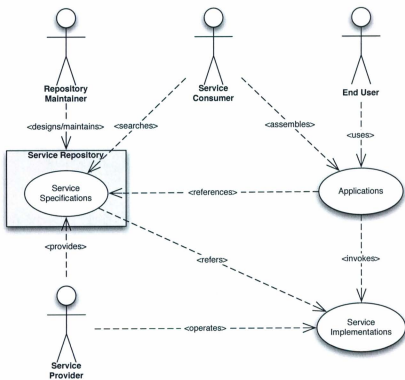 Repository
Maintainer
Service
Consumer
End User
<designs/maintains>
<searches>
<assembles>
<uses>
Service Repository
Service
Specifications
<references>
Applications
<provides>
<refers>
<invokes>
<operates>
Service
Implementations
Service
Provider